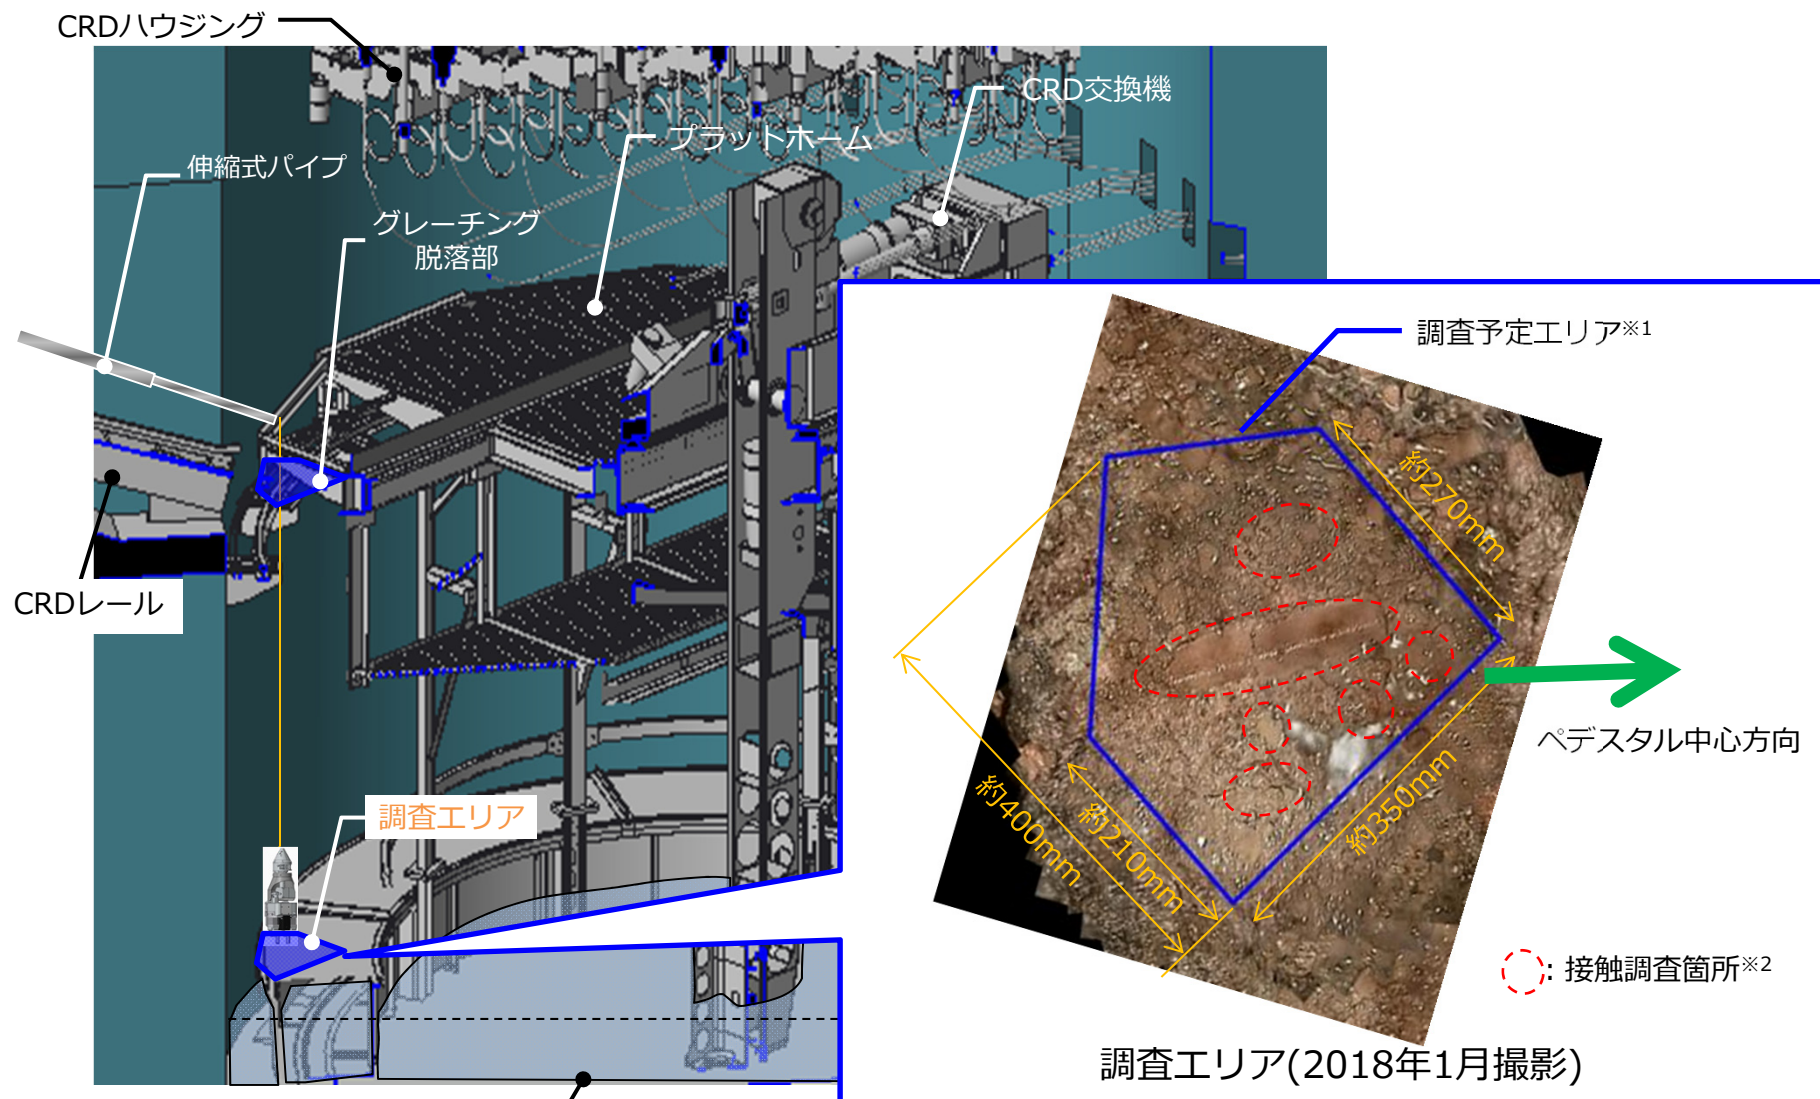 CRDハウジング
CRD交換機
プラットホーム
伸縮式パイプ
グレーチング
脱落部
CRDレール
調査エリア
調査予定エリア※1
約270mm
約400mm
約210mm
約350mm
ペデスタル中心方向
: 接触調査箇所※2
調査エリア(2018年1月撮影)